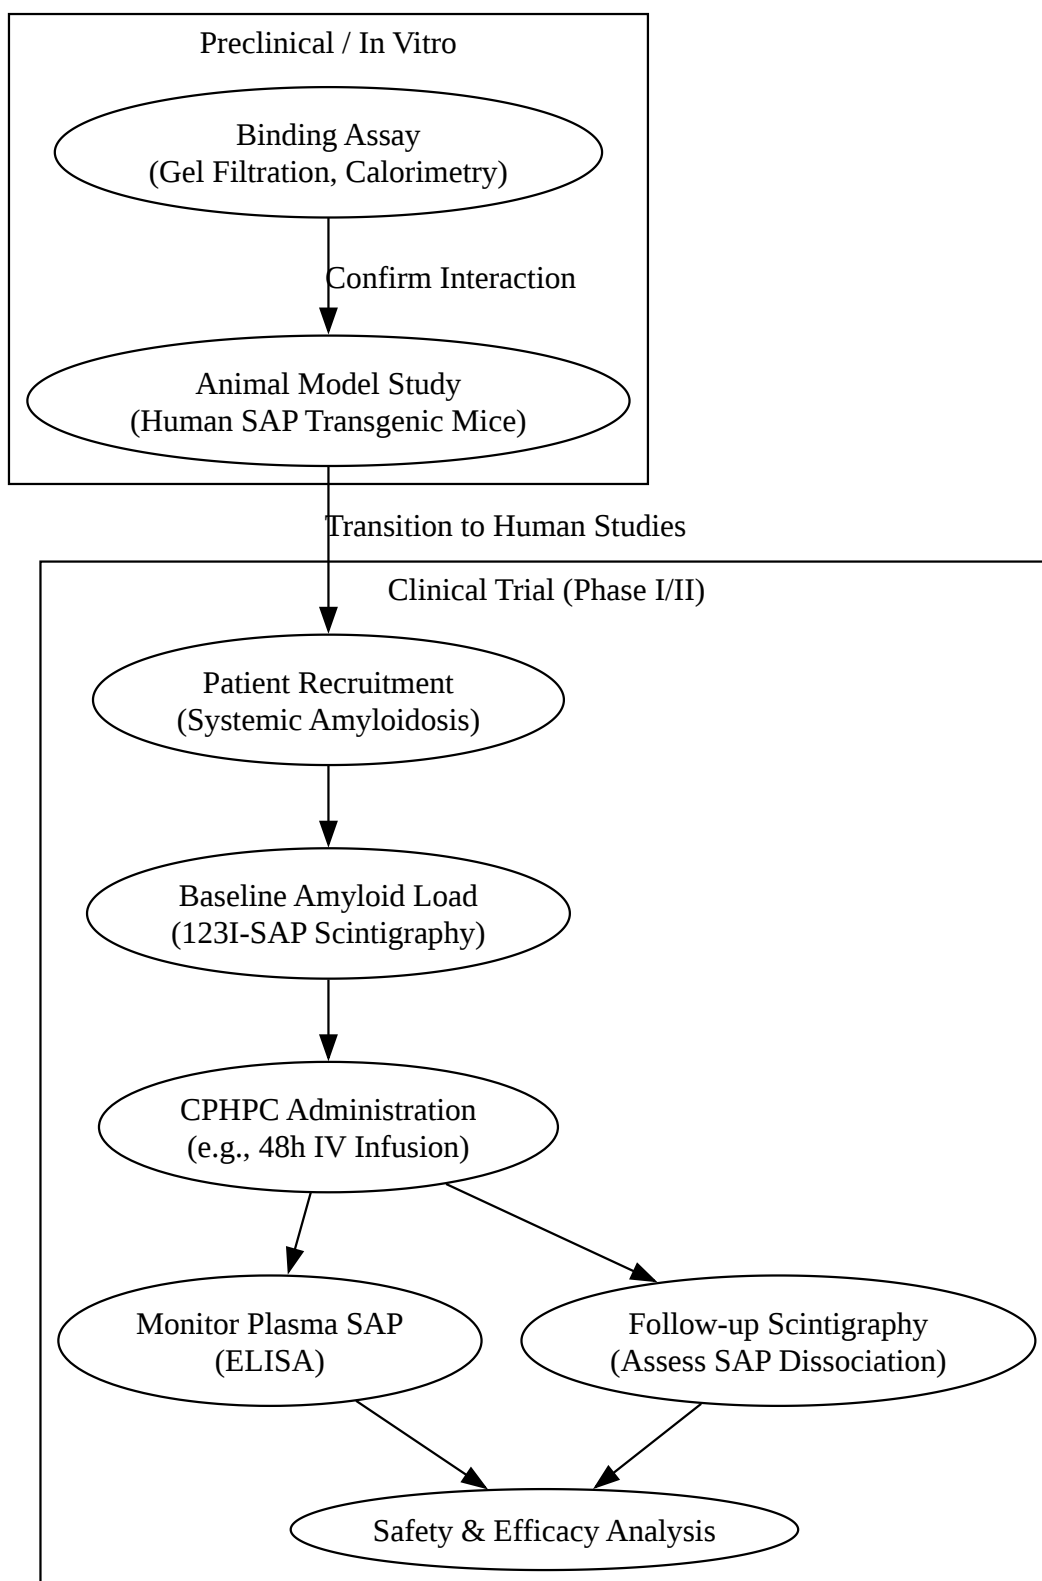 Preclinical / In Vitro
Binding Assay
(Gel Filtration, Calorimetry)
Confirm Interaction
Animal Model Study
(Human SAP Transgenic Mice)
Transition to Human Studies
Clinical Trial (Phase I/II)
Patient Recruitment
(Systemic Amyloidosis)
Baseline Amyloid Load
(123I-SAP Scintigraphy)
CPHPC Administration
(e.g., 48h IV Infusion)
Monitor Plasma SAP
(ELISA)
Follow-up Scintigraphy
(Assess SAP Dissociation)
Safety & Efficacy Analysis